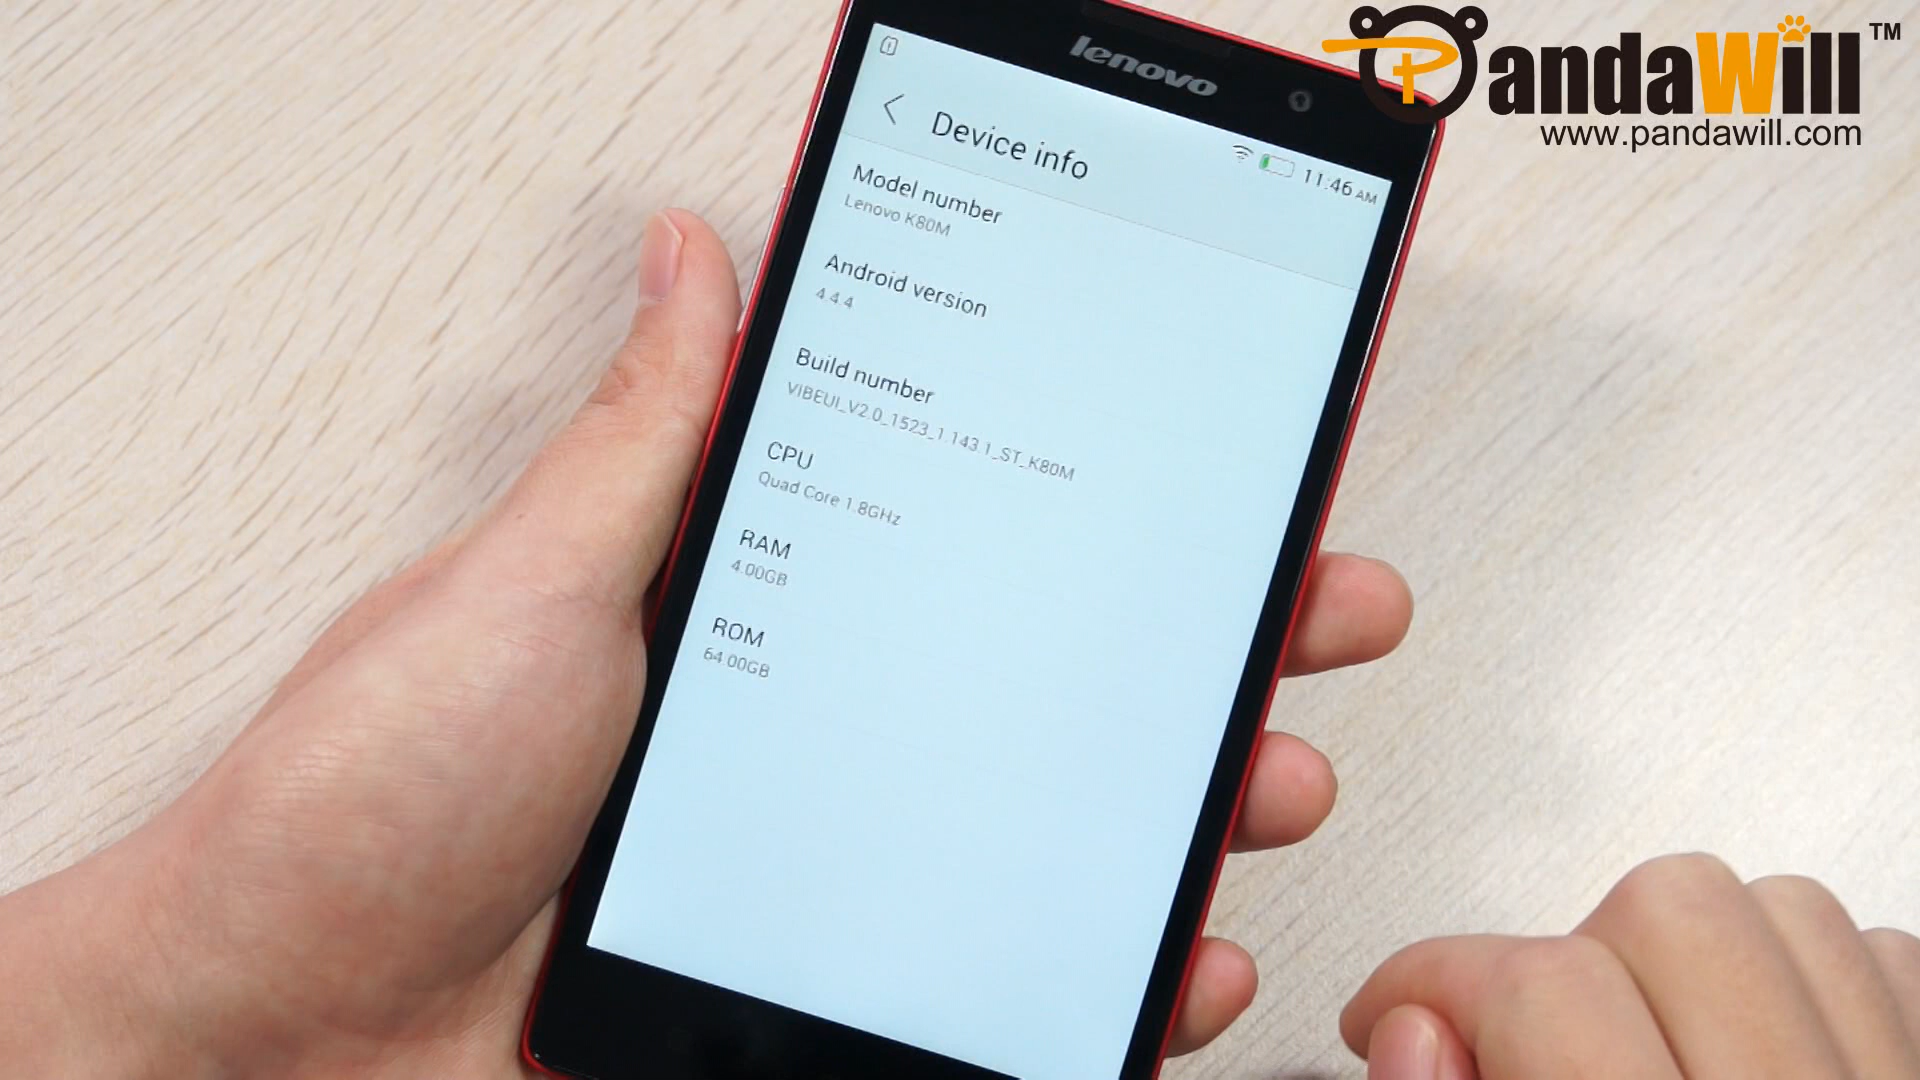 lenovo
PandaWill™
www.pandawill.com
11:46 AM
Device info
Model number
Lenovo K80M
Android version
4.4.4
Build number
VIBEUI_V2.0_1523_1.143.1_ST_K80M
CPU
Quad Core 1.8GHz
RAM
4.00GB
ROM
64.00GB